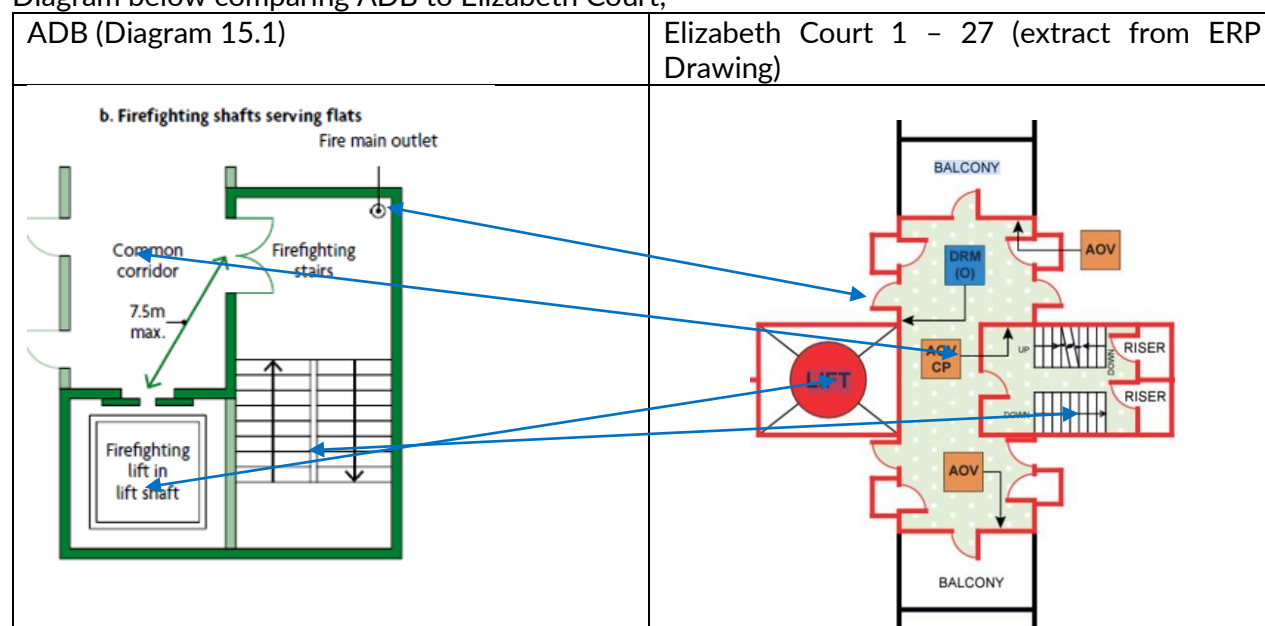 Diagram below comparing ADB to Elizabeth Court;
ADB (Diagram 15.1)
Elizabeth Court 1 – 27 (extract from ERP
Drawing)
b. Firefighting shafts serving flats
Fire main outlet
Common
corridor
Firefighting
stairs
7.5m
max.
Firefighting
lift in
lift shaft
BALCONY
AOV
DRM
(O)
AOV
CP
UP
DOWN
RISER
LIFT
DOWN
RISER
AOV
BALCONY